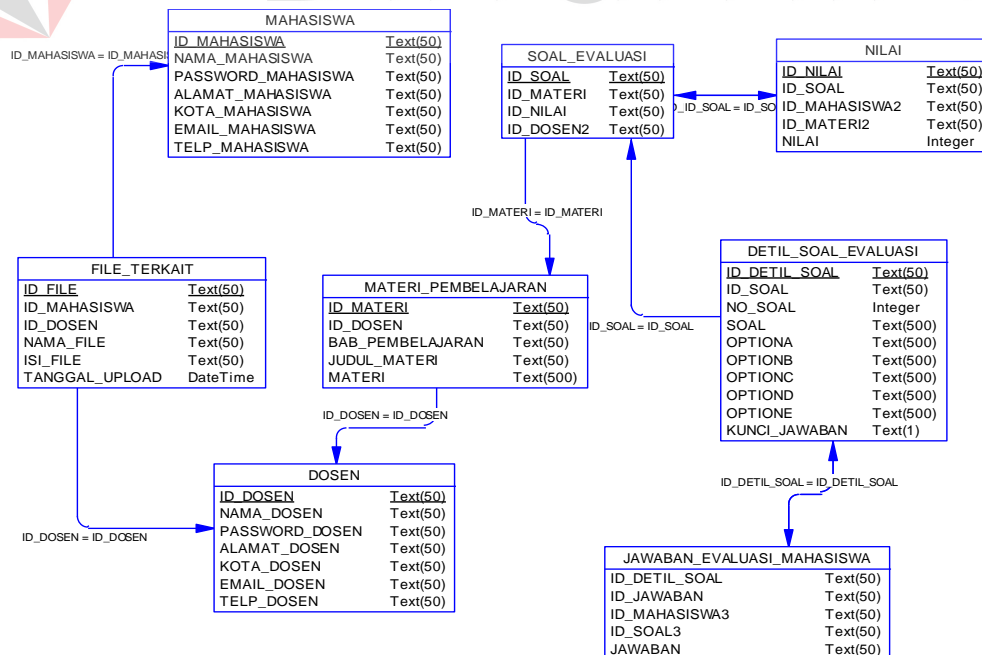 MAHASISWA
ID_MAHASISWA Text(50)
NAMA_MAHASISWA Text(50)
PASSWORD_MAHASISWA Text(50)
ALAMAT_MAHASISWA Text(50)
KOTA_MAHASISWA Text(50)
EMAIL_MAHASISWA Text(50)
TELP_MAHASISWA Text(50)
ID_MAHASISWA = ID_MAHASI
SOAL_EVALUASI
ID_SOAL Text(50)
ID_MATERI Text(50)
ID_NILAI Text(50)
ID_DOSEN2 Text(50)
_ID_SOAL = ID_SO
NILAI
ID_NILAI Text(50)
ID_SOAL Text(50)
ID_MAHASISWA2 Text(50)
ID_MATERI2 Text(50)
NILAI Integer
ID_MATERI = ID_MATERI
FILE_TERKAIT
ID_FILE Text(50)
ID_MAHASISWA Text(50)
ID_DOSEN Text(50)
NAMA_FILE Text(50)
ISI_FILE Text(50)
TANGGAL_UPLOAD DateTime
MATERI_PEMBELAJARAN
ID_MATERI Text(50)
ID_DOSEN Text(50)
BAB_PEMBELAJARAN Text(50)
JUDUL_MATERI Text(50)
MATERI Text(500)
ID_SOAL = ID_SOAL
DETIL_SOAL_EVALUASI
ID_DETIL_SOAL Text(50)
ID_SOAL Text(50)
NO_SOAL Integer
SOAL Text(500)
OPTIONA Text(500)
OPTIONB Text(500)
OPTIONC Text(500)
OPTIOND Text(500)
OPTIONE Text(500)
KUNCI_JAWABAN Text(1)
ID_DOSEN = ID_DOSEN
DOSEN
ID_DOSEN Text(50)
NAMA_DOSEN Text(50)
PASSWORD_DOSEN Text(50)
ALAMAT_DOSEN Text(50)
KOTA_DOSEN Text(50)
EMAIL_DOSEN Text(50)
TELP_DOSEN Text(50)
ID_DOSEN = ID_DOSEN
ID_DETIL_SOAL = ID_DETIL_SOAL
JAWABAN_EVALUASI_MAHASISWA
ID_DETIL_SOAL Text(50)
ID_JAWABAN Text(50)
ID_MAHASISWA3 Text(50)
ID_SOAL3 Text(50)
JAWABAN Text(50)